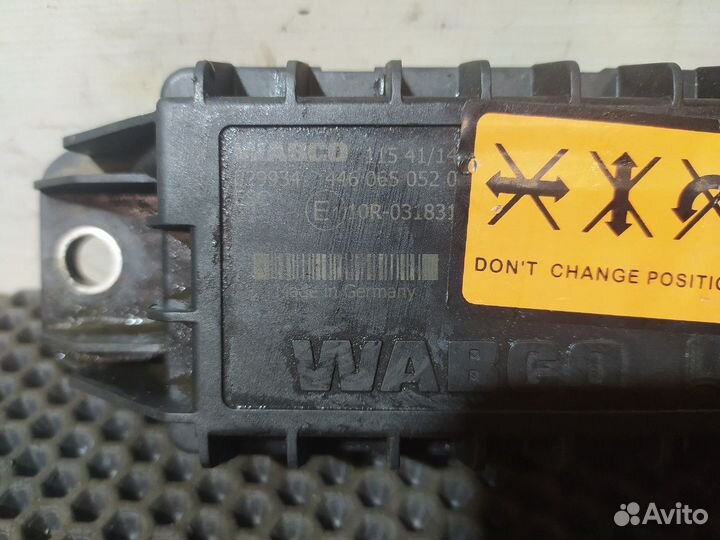 WABCO 115 41/14
446 065 052 0
E 10R-031831
Made in Germany
DON'T CHANGE POSITIO
WABCO
Avito